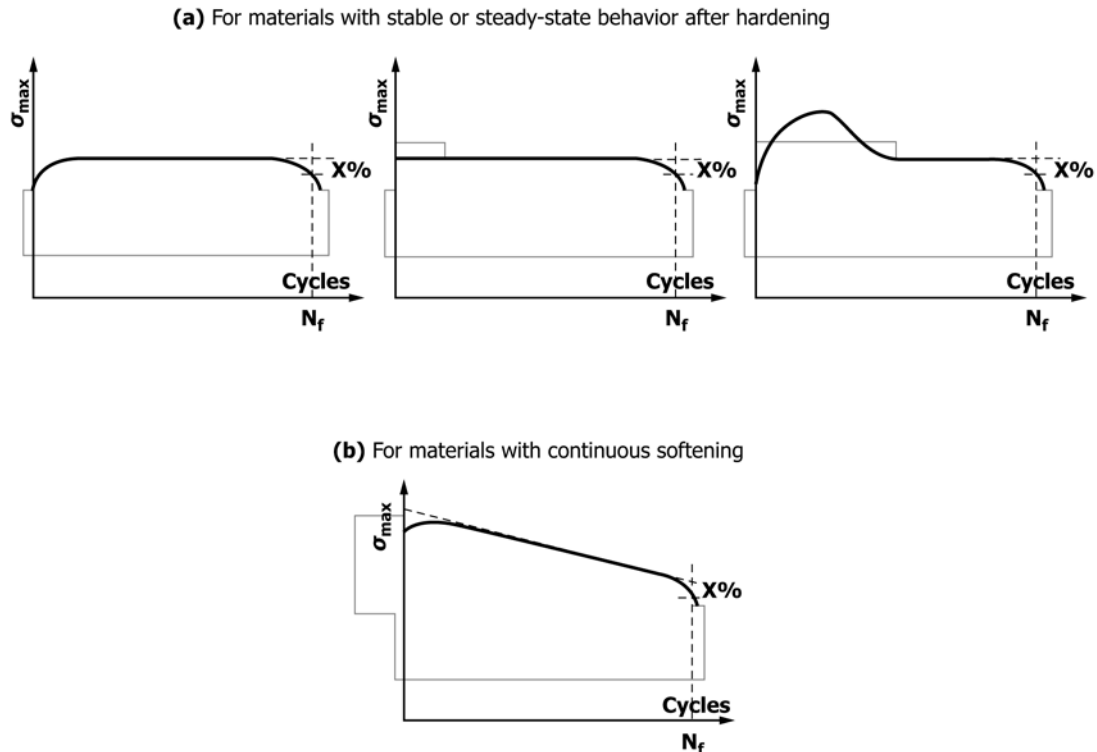 (a) For materials with stable or steady-state behavior after hardening
σmax
X%
Cycles
Nf
σmax
X%
Cycles
Nf
σmax
X%
Cycles
Nf
(b) For materials with continuous softening
σmax
X%
Cycles
Nf